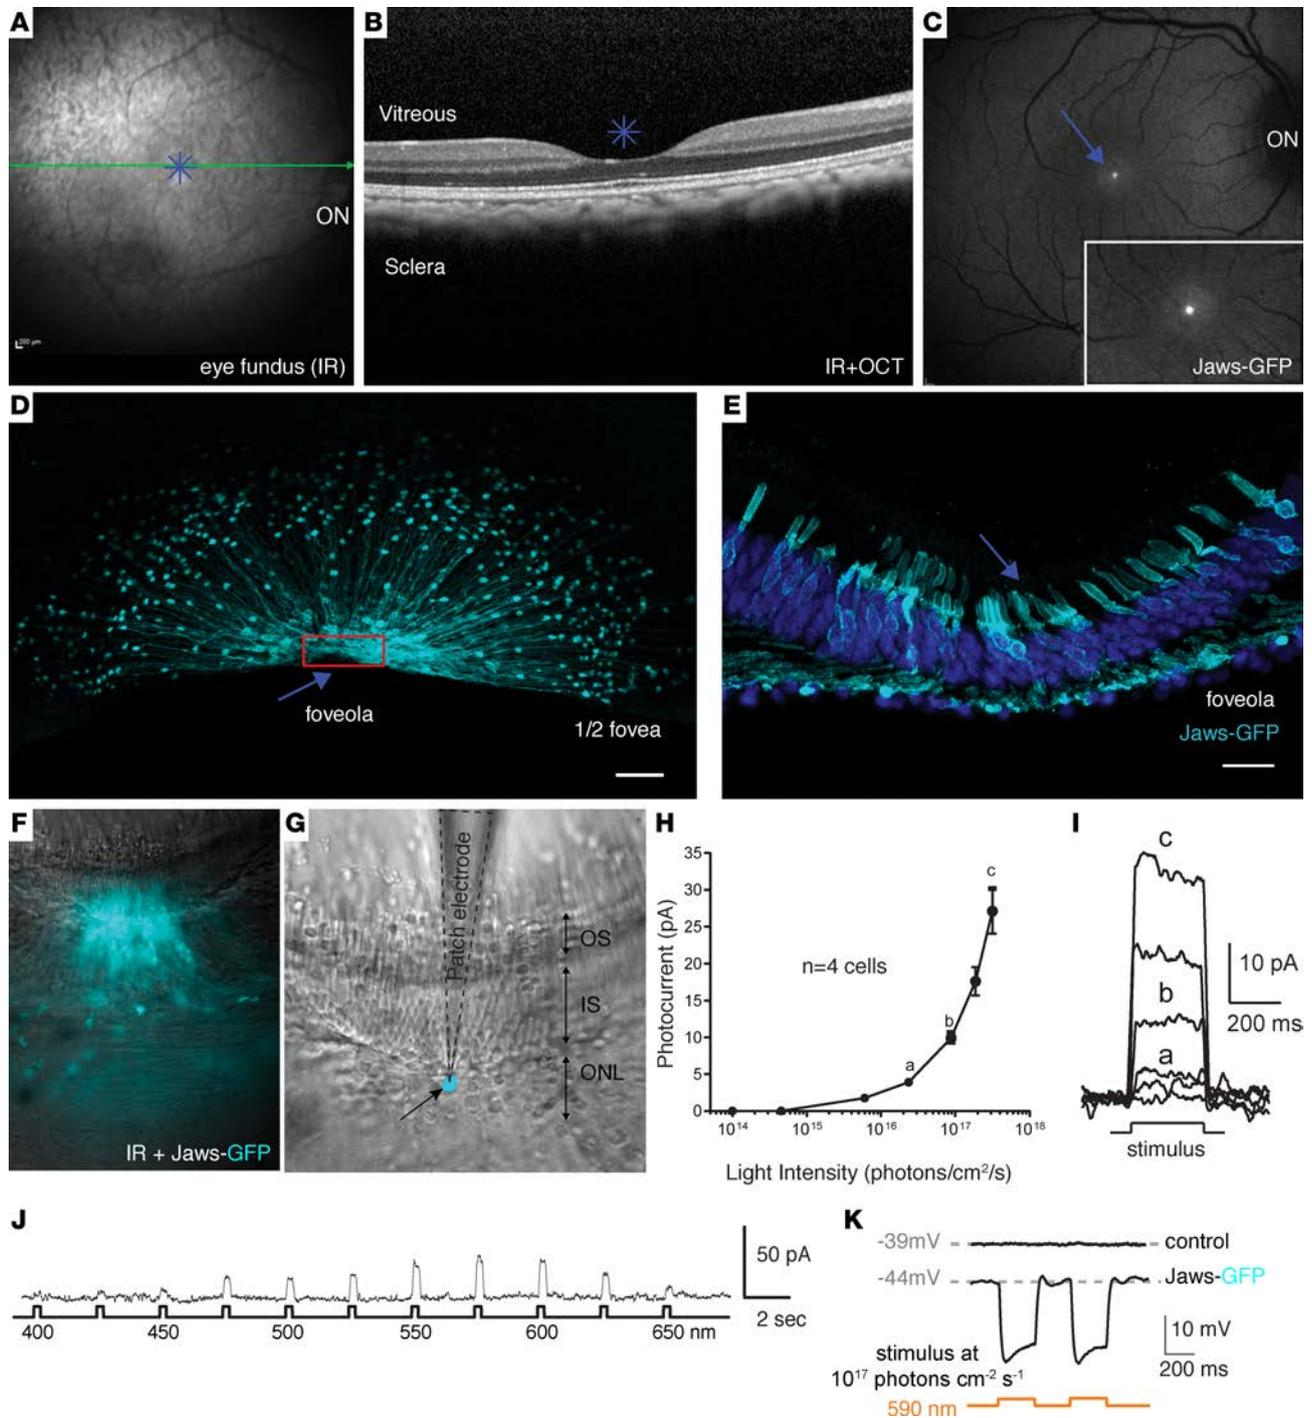 A
ON
200 µm
eye fundus (IR)
B
Vitreous
Sclera
IR+OCT
C
ON
Jaws-GFP
D
foveola
1/2 fovea
E
foveola
Jaws-GFP
F
IR + Jaws-GFP
G
Patch electrode
OS
IS
ONL
H
Photocurrent (pA)
35
30
25
20
15
10
5
0
n=4 cells
a
b
c
10¹⁴
10¹⁵
10¹⁶
10¹⁷
10¹⁸
Light Intensity (photons/cm²/s)
I
c
b
a
10 pA
200 ms
stimulus
J
50 pA
2 sec
400
450
500
550
600
650 nm
K
-39mV
control
-44mV
Jaws-GFP
10 mV
200 ms
stimulus at
10¹⁷ photons cm⁻² s⁻¹
590 nm